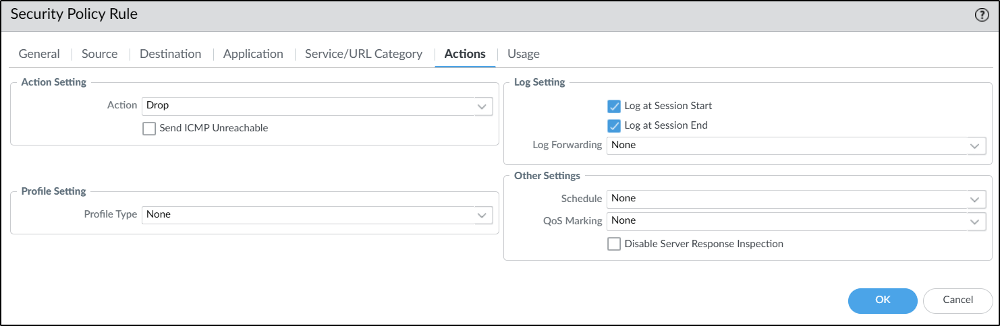 Security Policy Rule
?
General Source Destination Application Service/URL Category Actions Usage
Action Setting
Action Drop
Send ICMP Unreachable
Profile Setting
Profile Type None
Log Setting
Log at Session Start
Log at Session End
Log Forwarding None
Other Settings
Schedule None
QoS Marking None
Disable Server Response Inspection
OK Cancel